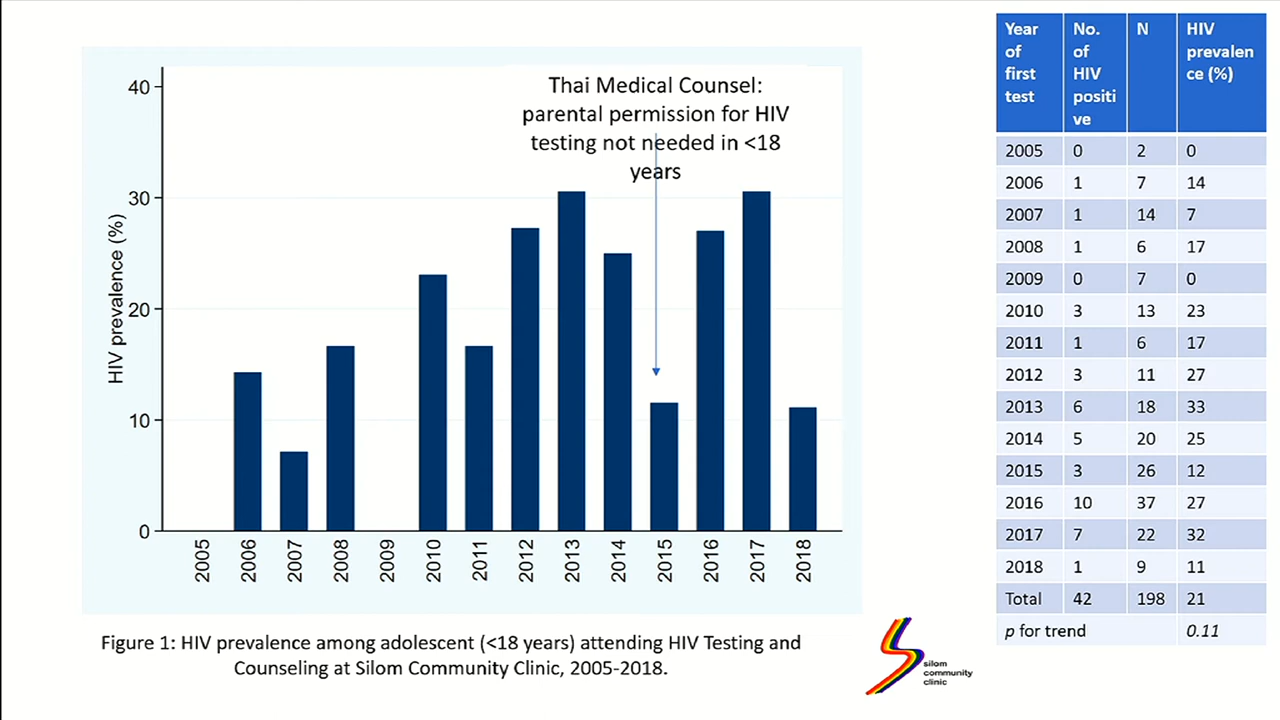 40
30
20
10
0
HIV prevalence (%)
Thai Medical Counsel:
parental permission for HIV
testing not needed in <18
years
2005 2006 2007 2008 2009 2010 2011 2012 2013 2014 2015 2016 2017 2018
Figure 1: HIV prevalence among adolescent (<18 years) attending HIV Testing and
Counseling at Silom Community Clinic, 2005-2018.
silom
community
clinic
Year of first test No. of HIV positi ve N HIV prevalen ce (%)
2005 0 2 0
2006 1 7 14
2007 1 14 7
2008 1 6 17
2009 0 7 0
2010 3 13 23
2011 1 6 17
2012 3 11 27
2013 6 18 33
2014 5 20 25
2015 3 26 12
2016 10 37 27
2017 7 22 32
2018 1 9 11
Total 42 198 21
p for trend 0.11